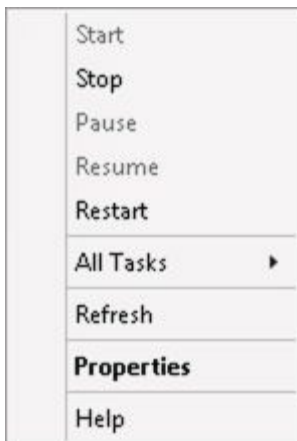 Start
Stop
Pause
Resume
Restart
All Tasks
Refresh
Properties
Help